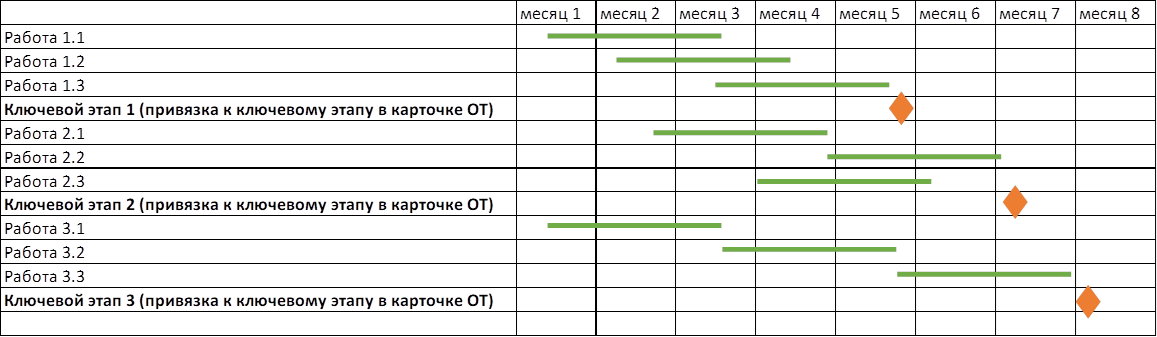 месяц 1 месяц 2 месяц 3 месяц 4 месяц 5 месяц 6 месяц 7 месяц 8
Работа 1.1
Работа 1.2
Работа 1.3
Ключевой этап 1 (привязка к ключевому этапу в карточке ОТ)
Работа 2.1
Работа 2.2
Работа 2.3
Ключевой этап 2 (привязка к ключевому этапу в карточке ОТ)
Работа 3.1
Работа 3.2
Работа 3.3
Ключевой этап 3 (привязка к ключевому этапу в карточке ОТ)